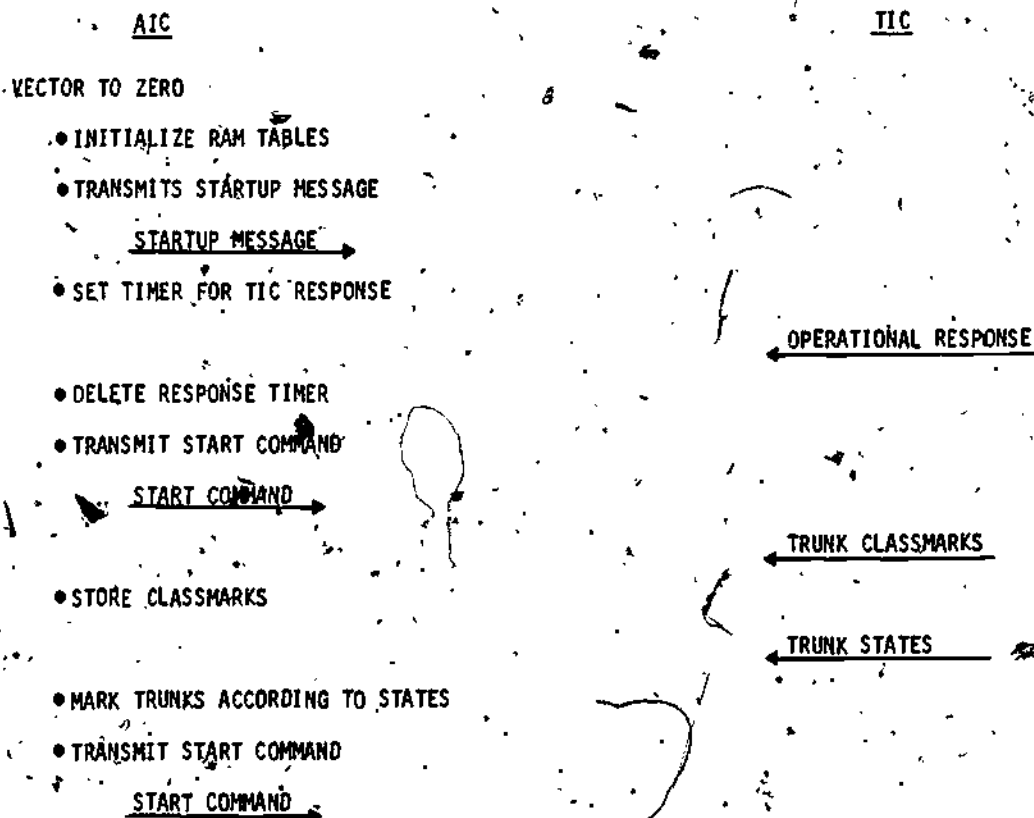 AIC
TIC
VECTOR TO ZERO
• INITIALIZE RAM TABLES
• TRANSMITS STARTUP MESSAGE
STARTUP MESSAGE
• SET TIMER FOR TIC RESPONSE
OPERATIONAL RESPONSE
• DELETE RESPONSE TIMER
• TRANSMIT START COMMAND
START COMMAND
TRUNK CLASSMARKS
• STORE CLASSMARKS
TRUNK STATES
• MARK TRUNKS ACCORDING TO STATES
• TRANSMIT START COMMAND
START COMMAND